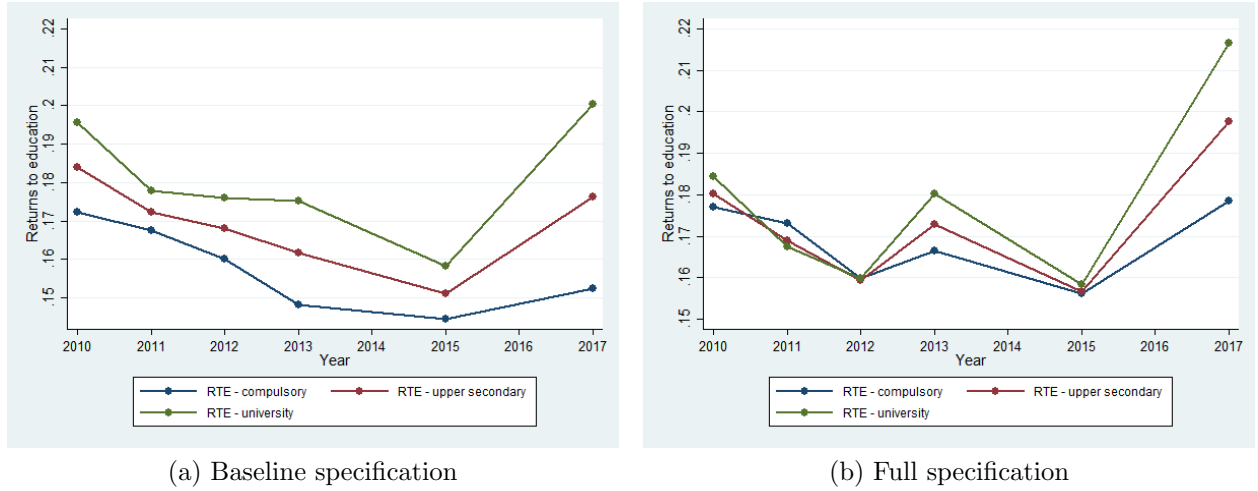 .22
.21
.2
.19
.18
.17
.16
.15
Returns to education
2010 2011 2012 2013 2014 2015 2016 2017
Year
RTE - compulsory RTE - upper secondary
RTE - university
(a) Baseline specification
.22
.21
.2
.19
.18
.17
.16
.15
Returns to education
2010 2011 2012 2013 2014 2015 2016 2017
Year
RTE - compulsory RTE - upper secondary
RTE - university
(b) Full specification